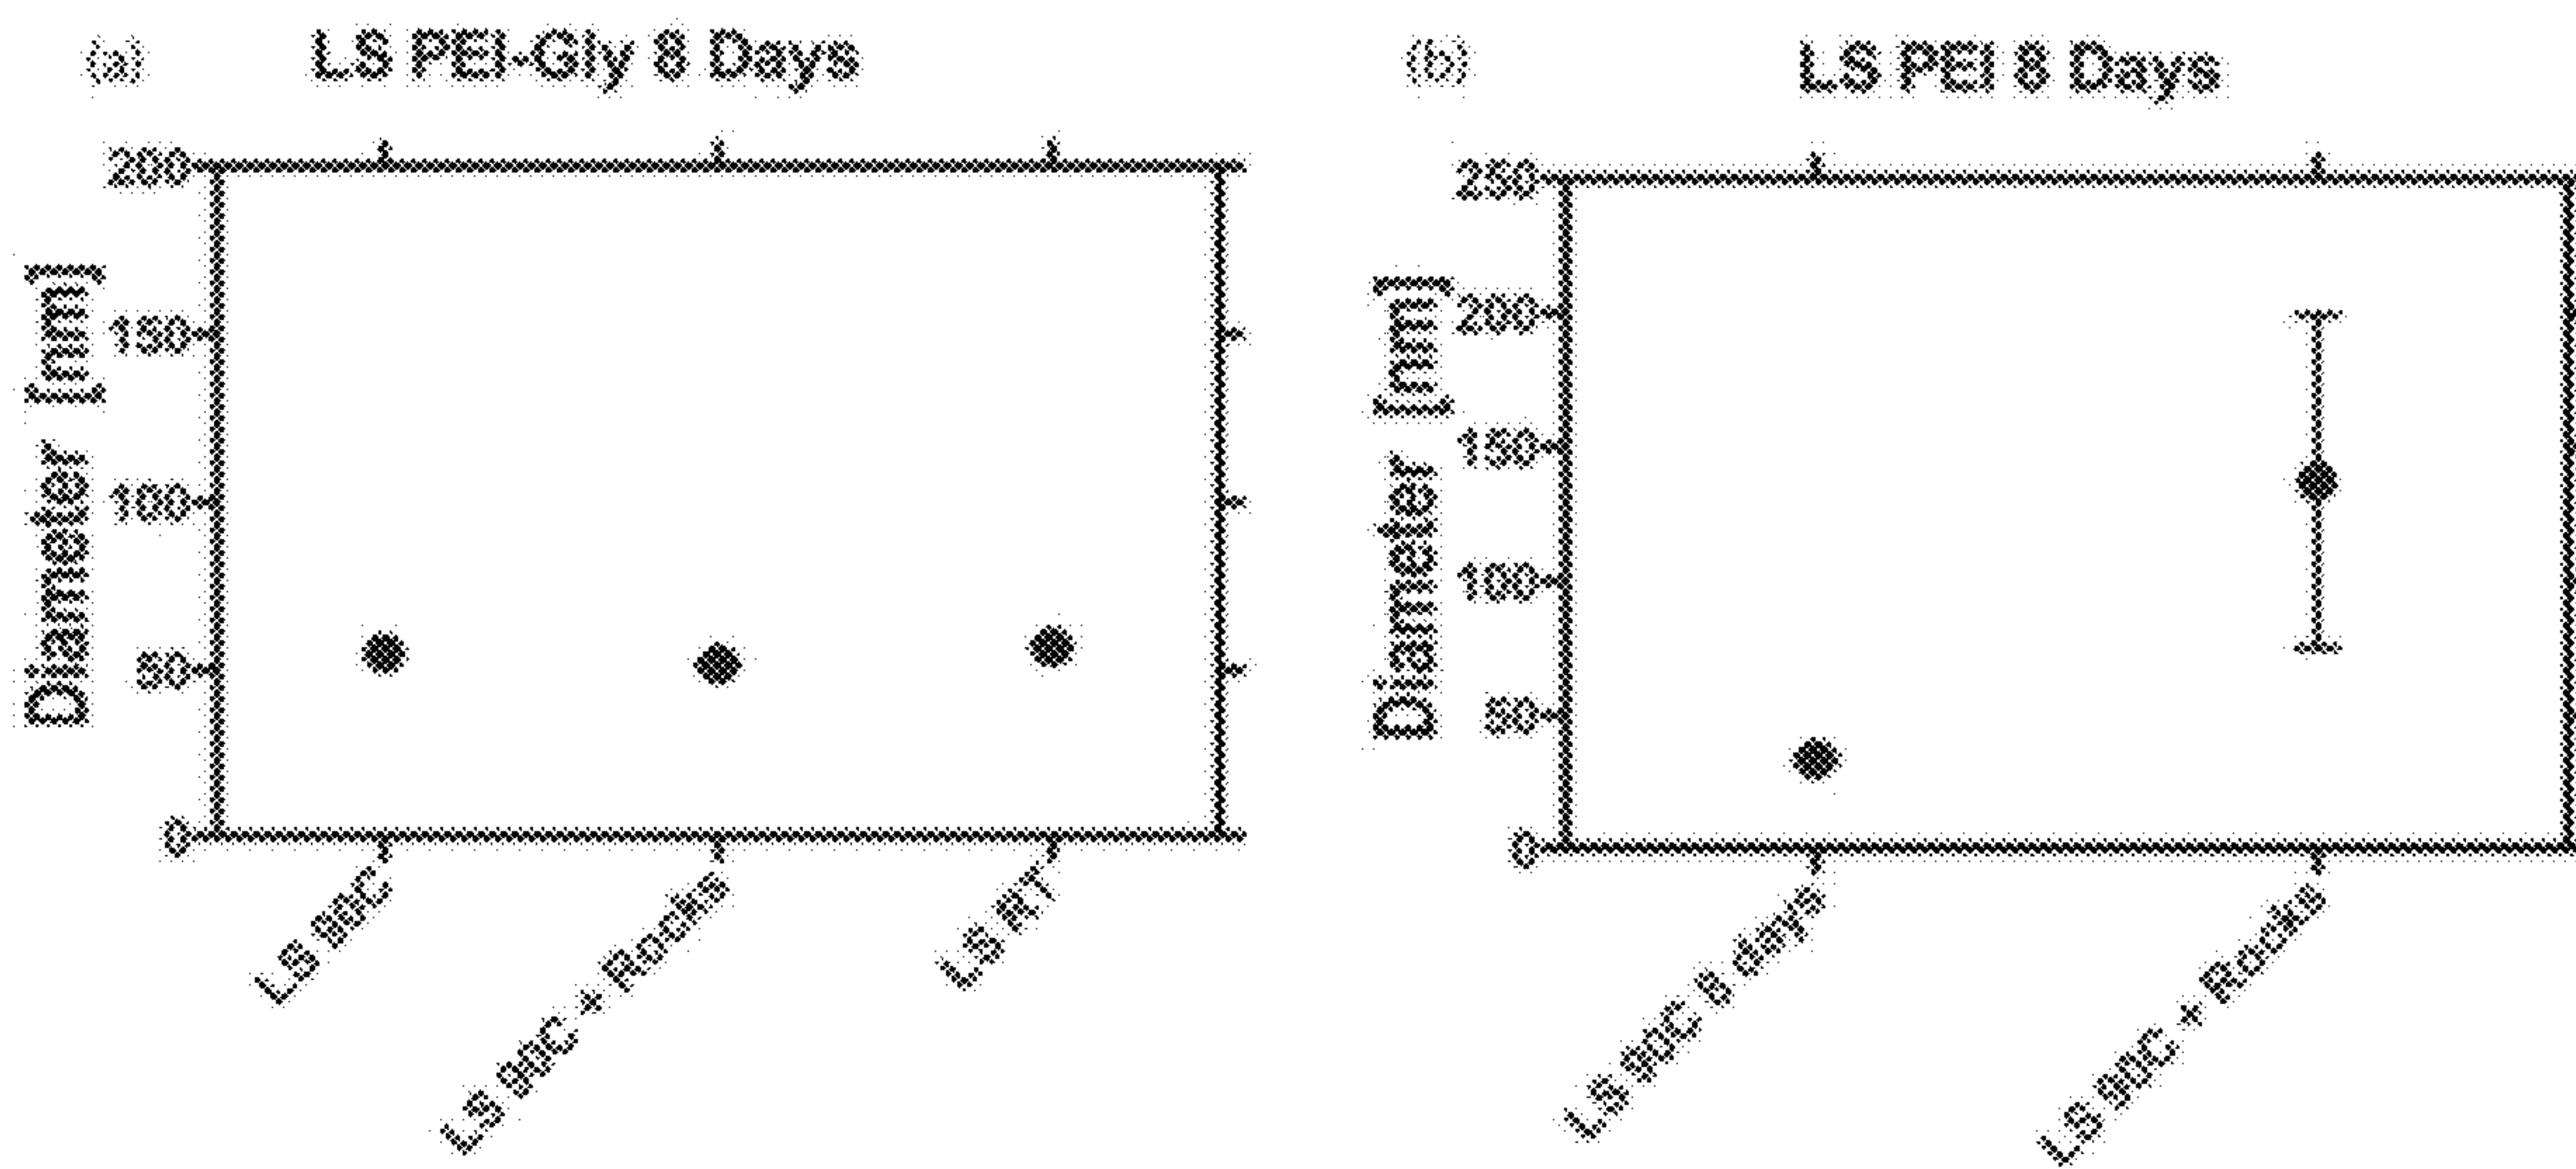 (a) LS PEI-Gly 8 Days
200
150
100
50
0
Diameter [nm]
LS 90C
LS 90C + Rocks
LS RT
(b) LS PEI 8 Days
250
200
150
100
50
0
Diameter [nm]
LS 90C 8 days
LS 90C + Rocks